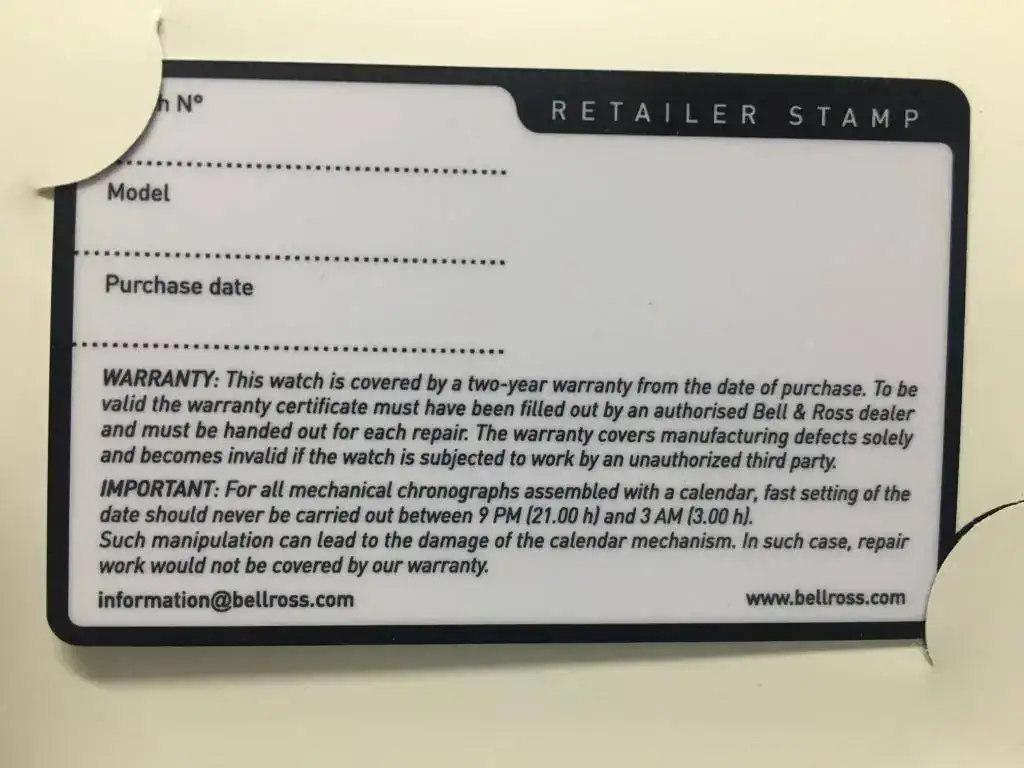 h N°
RETAILER STAMP
Model
Purchase date
WARRANTY: This watch is covered by a two-year warranty from the date of purchase. To be
valid the warranty certificate must have been filled out by an authorised Bell & Ross dealer
and must be handed out for each repair. The warranty covers manufacturing defects solely
and becomes invalid if the watch is subjected to work by an unauthorized third party.
IMPORTANT: For all mechanical chronographs assembled with a calendar, fast setting of the
date should never be carried out between 9 PM (21.00 h) and 3 AM (3.00 h).
Such manipulation can lead to the damage of the calendar mechanism. In such case, repair
work would not be covered by our warranty.
information@bellross.com
www.bellross.com